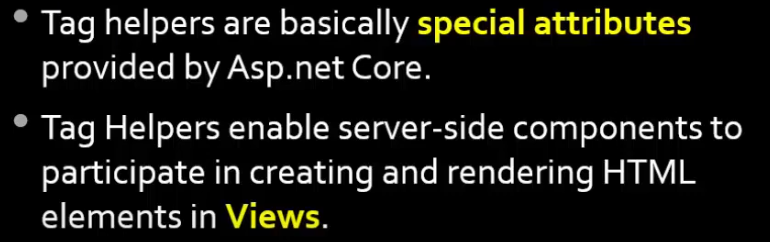 • Tag helpers are basically special attributes
provided by Asp.net Core.
• Tag Helpers enable server-side components to
participate in creating and rendering HTML
elements in Views.